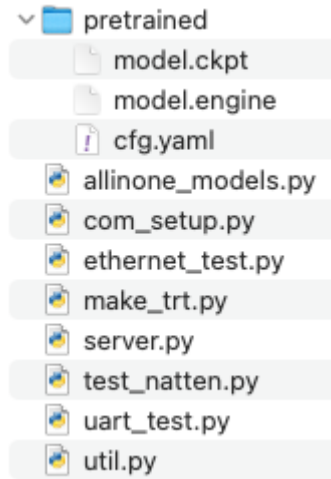 pretrained
model.ckpt
model.engine
cfg.yaml
allinone_models.py
com_setup.py
ethernet_test.py
make_trt.py
server.py
test_natten.py
uart_test.py
util.py